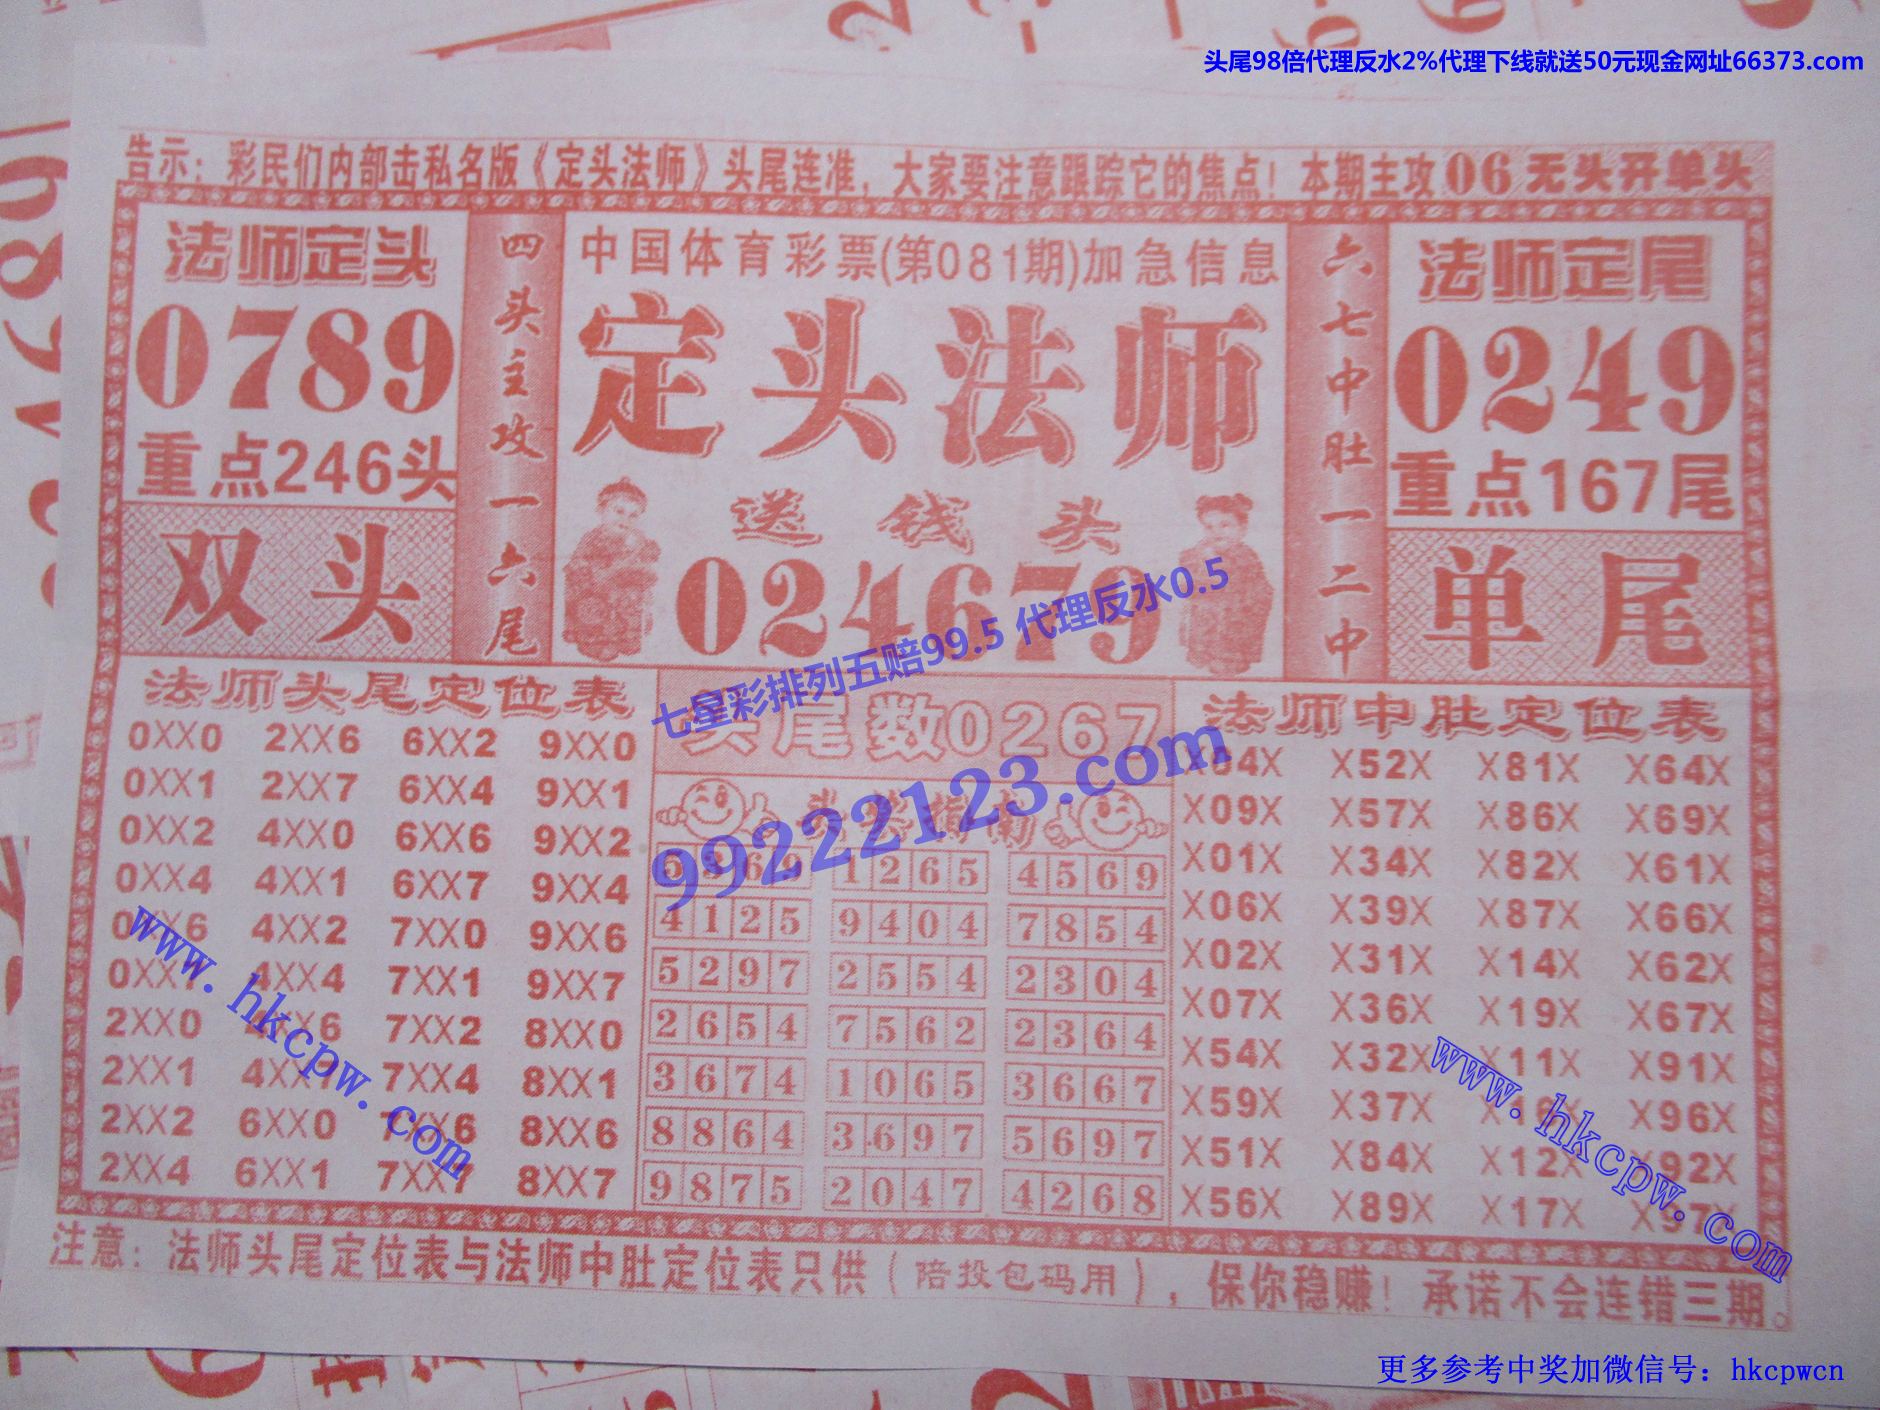 头尾98倍代理反水2%代理下线就送50元现金网址66373.com
告示：彩民们内部击私名版《定头法师》头尾连准，大家要注意跟踪它的焦点！本期主攻06无头开单头
法师定头
0789
重点246头
双头
四头主攻一六尾
中国体育彩票(第081期)加急信息
定头法师
送钱头
024679
六七中肚一二中
法师定尾
0249
重点167尾
单尾
七星彩排列五赔99.5 代理反水0.5
99222123.com
法师头尾定位表
0XX0 2XX6 6XX2 9XX0
0XX1 2XX7 6XX4 9XX1
0XX2 4XX0 6XX6 9XX2
0XX4 4XX1 6XX7 9XX4
0XX6 4XX2 7XX0 9XX6
0XX7 4XX4 7XX1 9XX7
2XX0 4XX6 7XX2 8XX0
2XX1 4XX7 7XX4 8XX1
2XX2 6XX0 7XX6 8XX6
2XX4 6XX1 7XX7 8XX7
头尾数0267
头奖指南
5369 1265 4569
4125 9404 7854
5297 2554 2304
2654 7562 2364
3674 1065 3667
8864 3697 5697
9875 2047 4268
法师中肚定位表
X04X X52X X81X X64X
X09X X57X X86X X69X
X01X X34X X82X X61X
X06X X39X X87X X66X
X02X X31X X14X X62X
X07X X36X X19X X67X
X54X X32X X11X X91X
X59X X37X X16X X96X
X51X X84X X12X X92X
X56X X89X X17X X97X
www.hkcpw.com
www.hkcpw.com
注意：法师头尾定位表与法师中肚定位表只供（陪投包码用），保你稳赚！承诺不会连错三期。
更多参考中奖加微信号：hkcpwcn